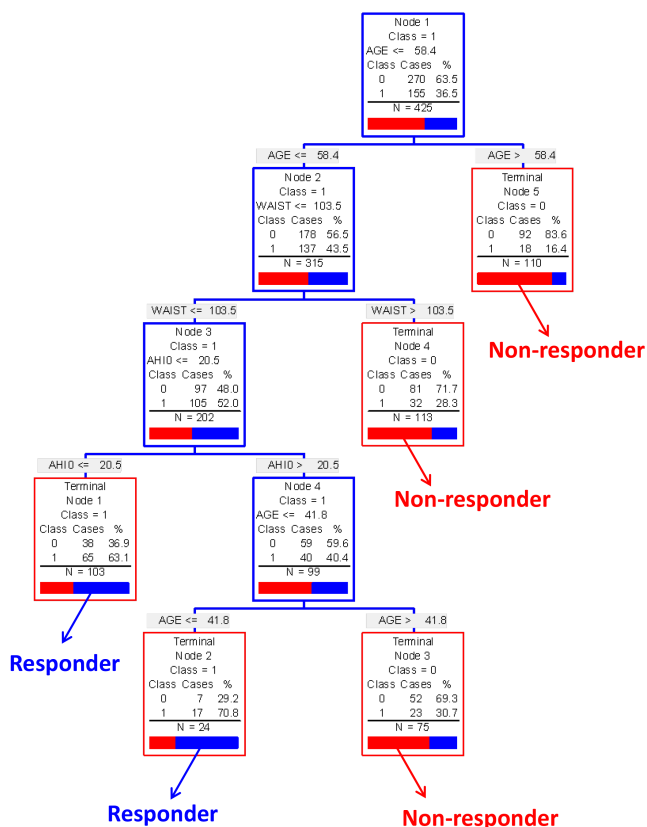 Node 1
Class = 1
AGE <= 58.4
Class Cases %
0 270 63.5
1 155 36.5
N = 425
AGE <= 58.4
AGE > 58.4
Node 2
Class = 1
WAIST <= 103.5
Class Cases %
0 178 56.5
1 137 43.5
N = 315
Terminal
Node 5
Class = 0
Class Cases %
0 92 83.6
1 18 16.4
N = 110
Non-responder
WAIST <= 103.5
WAIST > 103.5
Node 3
Class = 1
AHI0 <= 20.5
Class Cases %
0 97 48.0
1 105 52.0
N = 202
Terminal
Node 4
Class = 0
Class Cases %
0 81 71.7
1 32 28.3
N = 113
Non-responder
AHI0 <= 20.5
AHI0 > 20.5
Terminal
Node 1
Class = 1
Class Cases %
0 38 36.9
1 65 63.1
N = 103
Responder
Node 4
Class = 1
AGE <= 41.8
Class Cases %
0 59 59.6
1 40 40.4
N = 99
AGE <= 41.8
AGE > 41.8
Terminal
Node 2
Class = 1
Class Cases %
0 7 29.2
1 17 70.8
N = 24
Responder
Terminal
Node 3
Class = 0
Class Cases %
0 52 69.3
1 23 30.7
N = 75
Non-responder